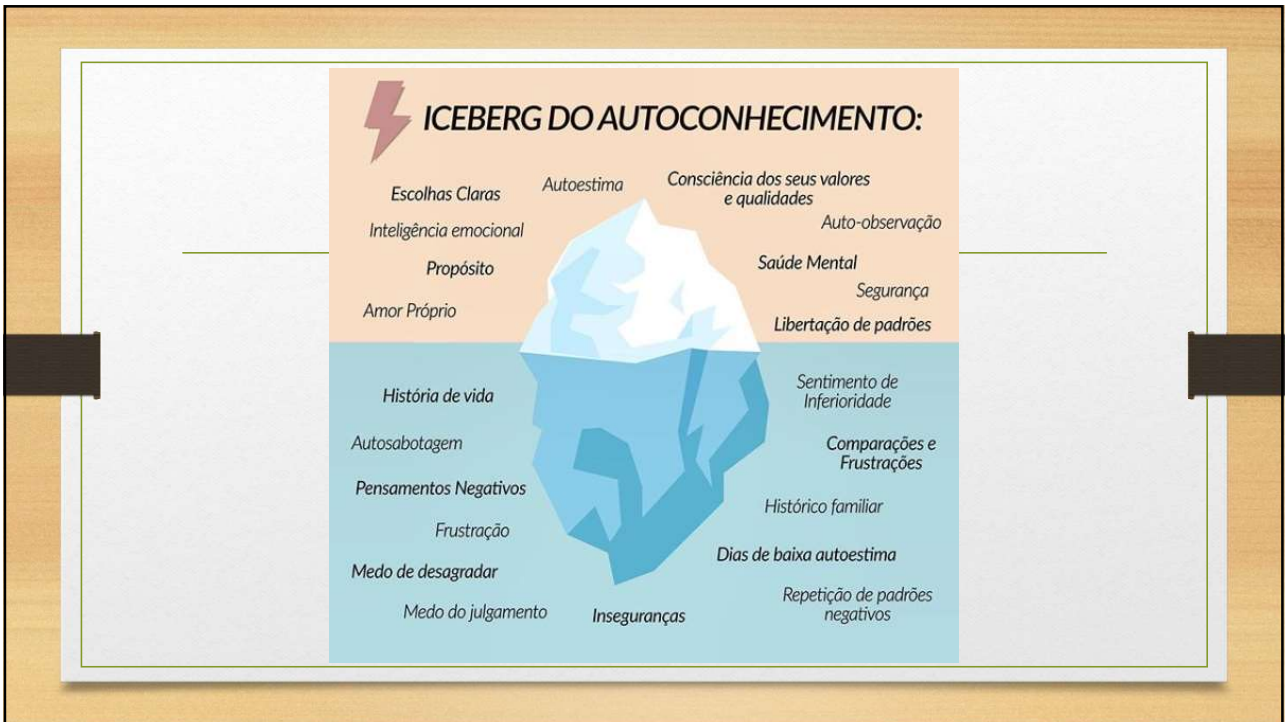 ICEBERG DO AUTOCONHECIMENTO:
Escolhas Claras
Autoestima
Consciência dos seus valores
e qualidades
Inteligência emocional
Auto-observação
Propósito
Saúde Mental
Segurança
Amor Próprio
Libertação de padrões
História de vida
Sentimento de
Inferioridade
Autosabotagem
Comparações e
Frustrações
Pensamentos Negativos
Histórico familiar
Frustração
Dias de baixa autoestima
Medo de desagradar
Repetição de padrões
negativos
Medo do julgamento
Inseguranças